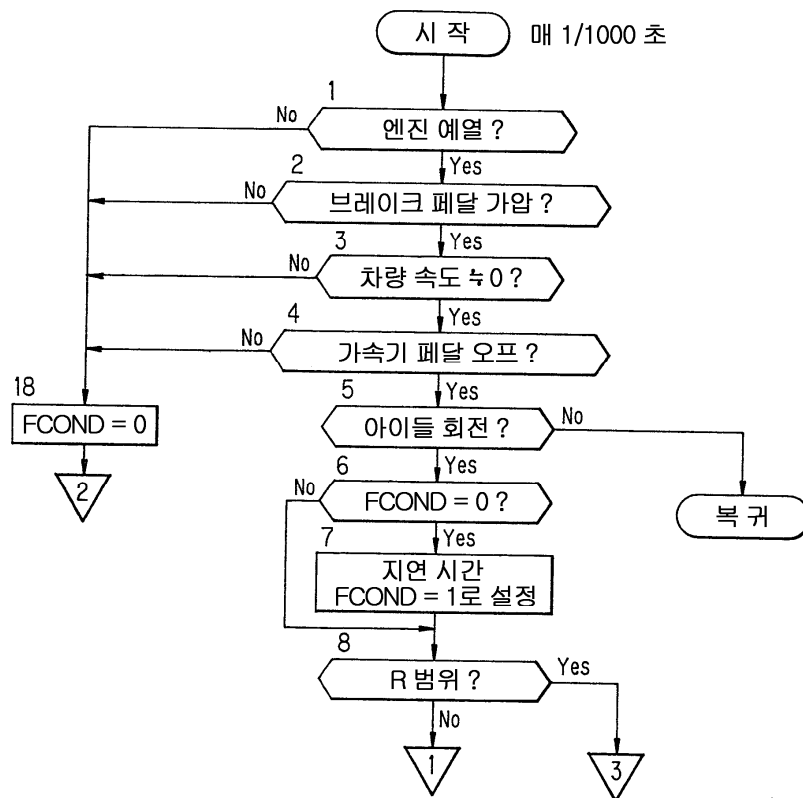 시 작 매 1/1000 초
1
No
엔진 예열 ?
Yes
2
No
브레이크 페달 가압 ?
Yes
3
No
차량 속도 ≒ 0 ?
Yes
4
No
가속기 페달 오프 ?
Yes
18
FCOND = 0
2
5
아이들 회전 ?
No
Yes
복 귀
6
No
FCOND = 0 ?
Yes
7
지연 시간
FCOND = 1로 설정
8
R 범위 ?
Yes
No
1
3